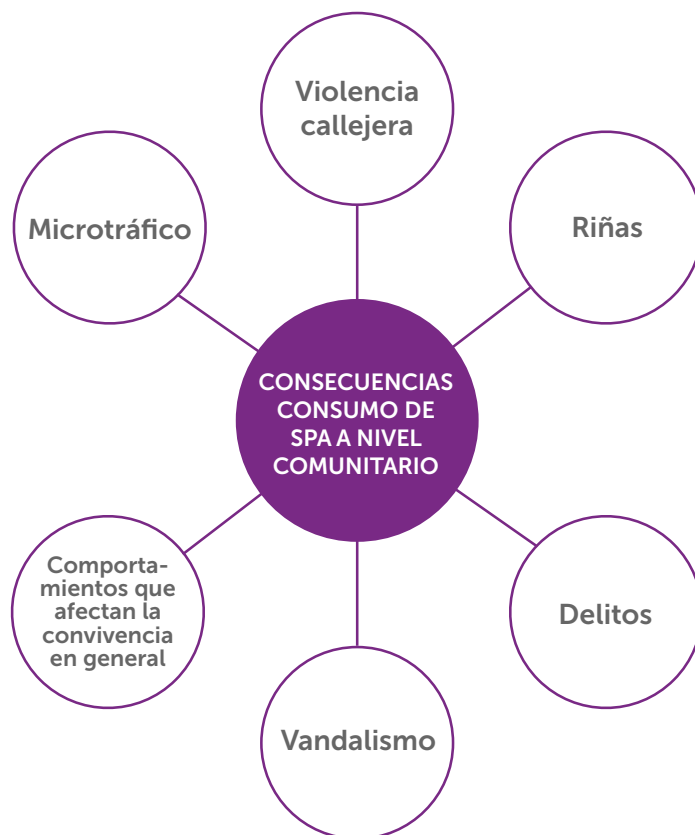 Violencia
callejera
Microtráfico
Riñas
CONSECUENCIAS
CONSUMO DE
SPA A NIVEL
COMUNITARIO
Comporta-
mientos que
afectan la
convivencia
en general
Delitos
Vandalismo